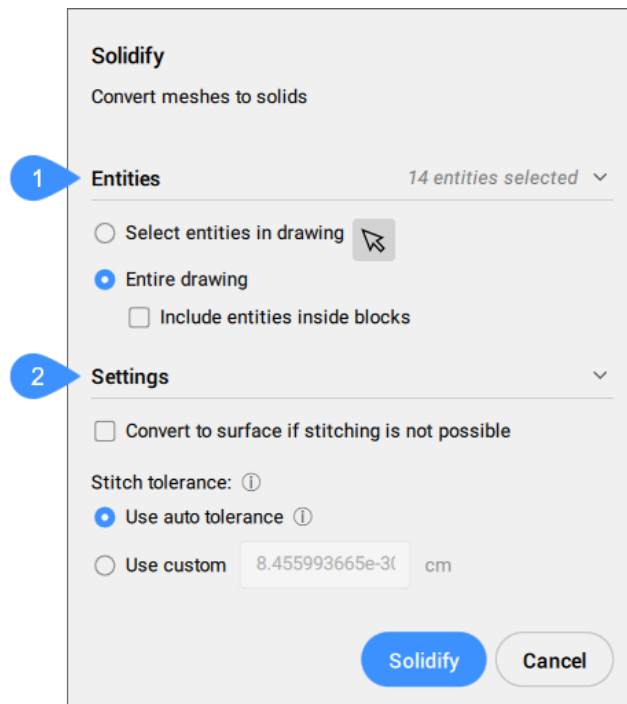 Solidify
Convert meshes to solids
1
Entities 14 entities selected
Select entities in drawing
Entire drawing
Include entities inside blocks
2
Settings
Convert to surface if stitching is not possible
Stitch tolerance:
Use auto tolerance
Use custom 8.455993665e-30 cm
Solidify Cancel